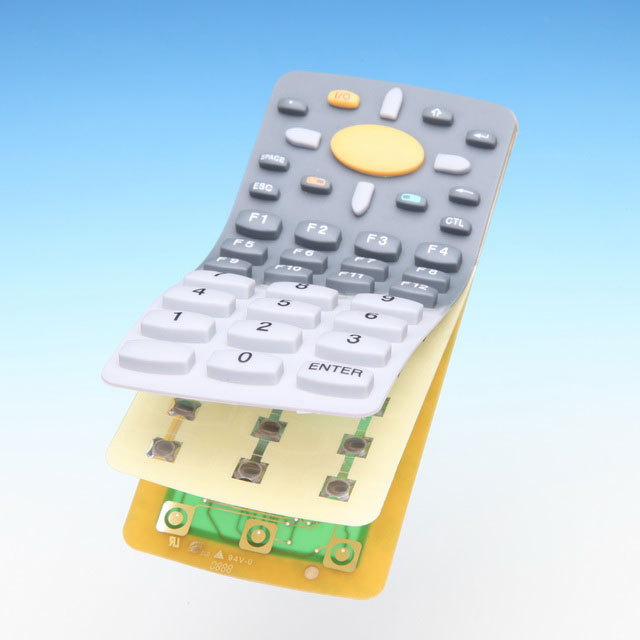 I/O
SPACE
ESC
CTL
F1 F2 F3 F4
F5 F6 F7 F8
F9 F10 F11 F12
7 8 9
4 5 6
1 2 3
0 ENTER
94V-0